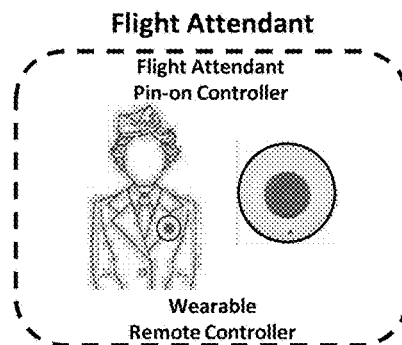 Flight Attendant
Flight Attendant
Pin-on Controller
Wearable
Remote Controller